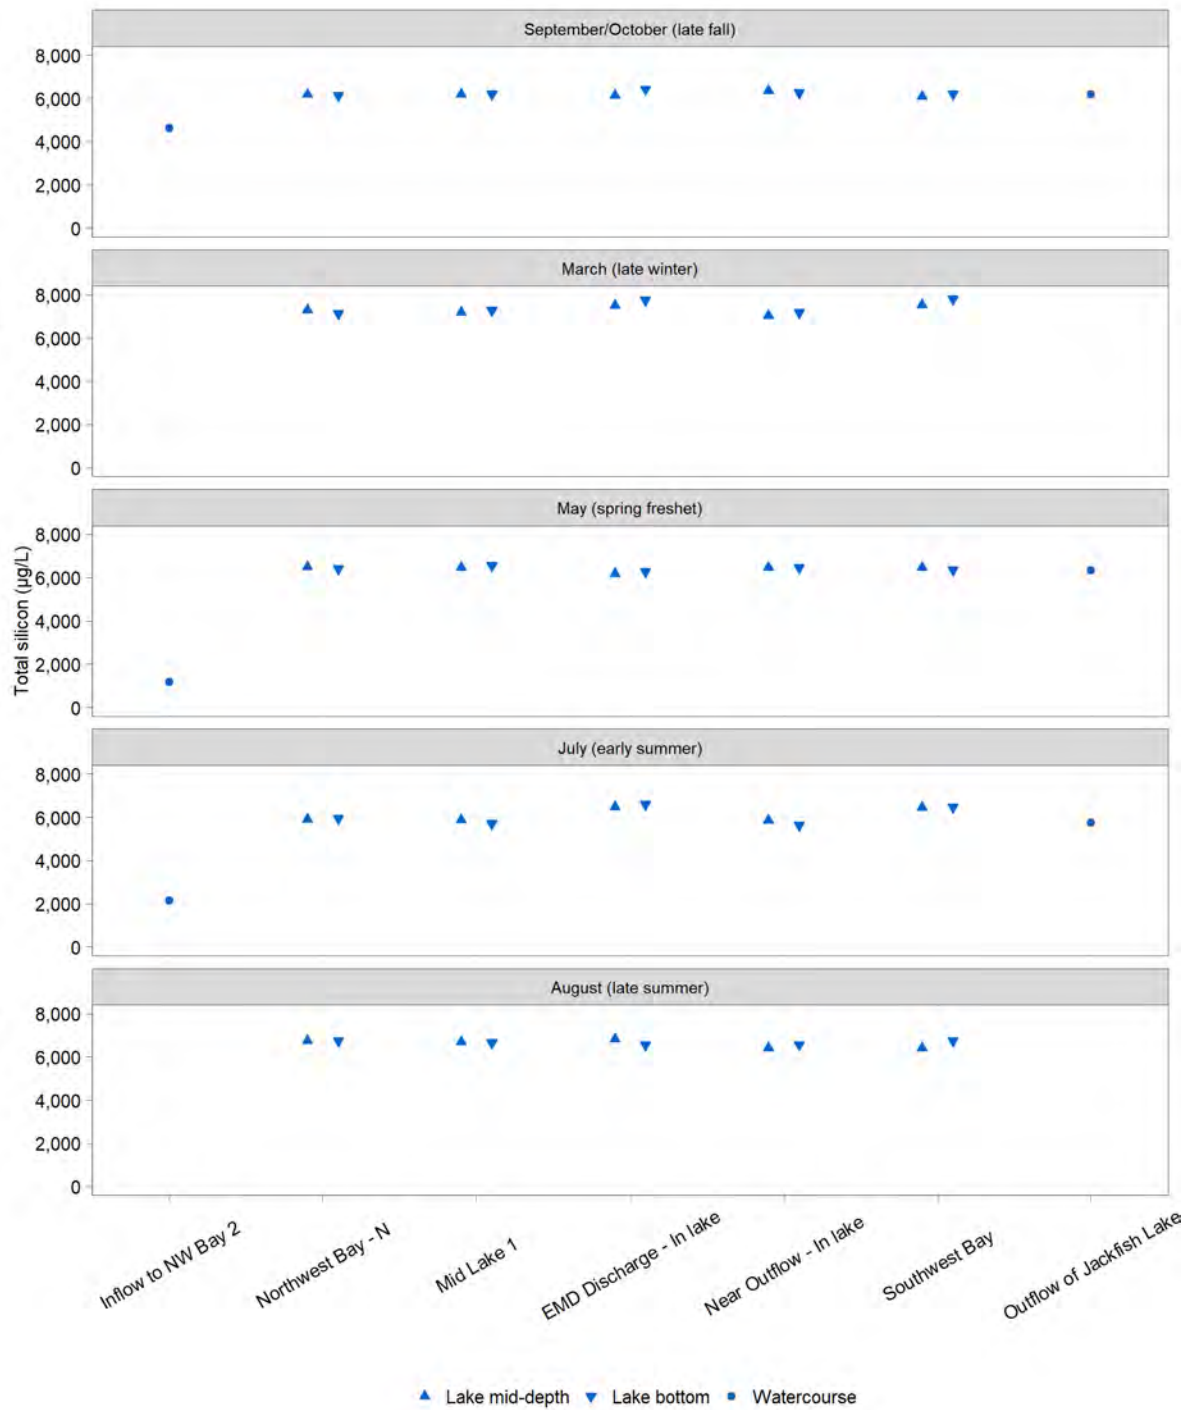 September/October (late fall)
8,000
6,000
4,000
2,000
0
March (late winter)
8,000
6,000
4,000
2,000
0
May (spring freshet)
8,000
6,000
4,000
2,000
0
Total silicon (µg/L)
July (early summer)
8,000
6,000
4,000
2,000
0
August (late summer)
8,000
6,000
4,000
2,000
0
Inflow to NW Bay 2
Northwest Bay - N
Mid Lake 1
EMD Discharge - In lake
Near Outflow - In lake
Southwest Bay
Outflow of Jackfish Lake
Lake mid-depth Lake bottom Watercourse